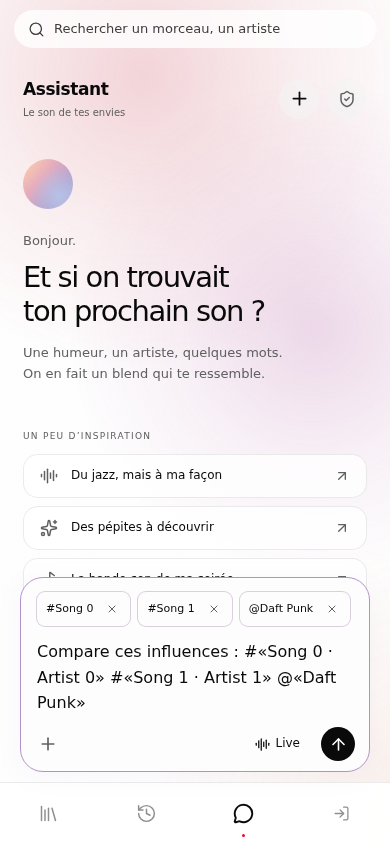 Rechercher un morceau, un artiste
Assistant
Le son de tes envies
Bonjour.
Et si on trouvait
ton prochain son ?
Une humeur, un artiste, quelques mots.
On en fait un blend qui te ressemble.
UN PEU D’INSPIRATION
Du jazz, mais à ma façon
Des pépites à découvrir
#Song 0
#Song 1
@Daft Punk
Compare ces influences : #«Song 0 ·
Artist 0» #«Song 1 · Artist 1» @«Daft
Punk»
Live